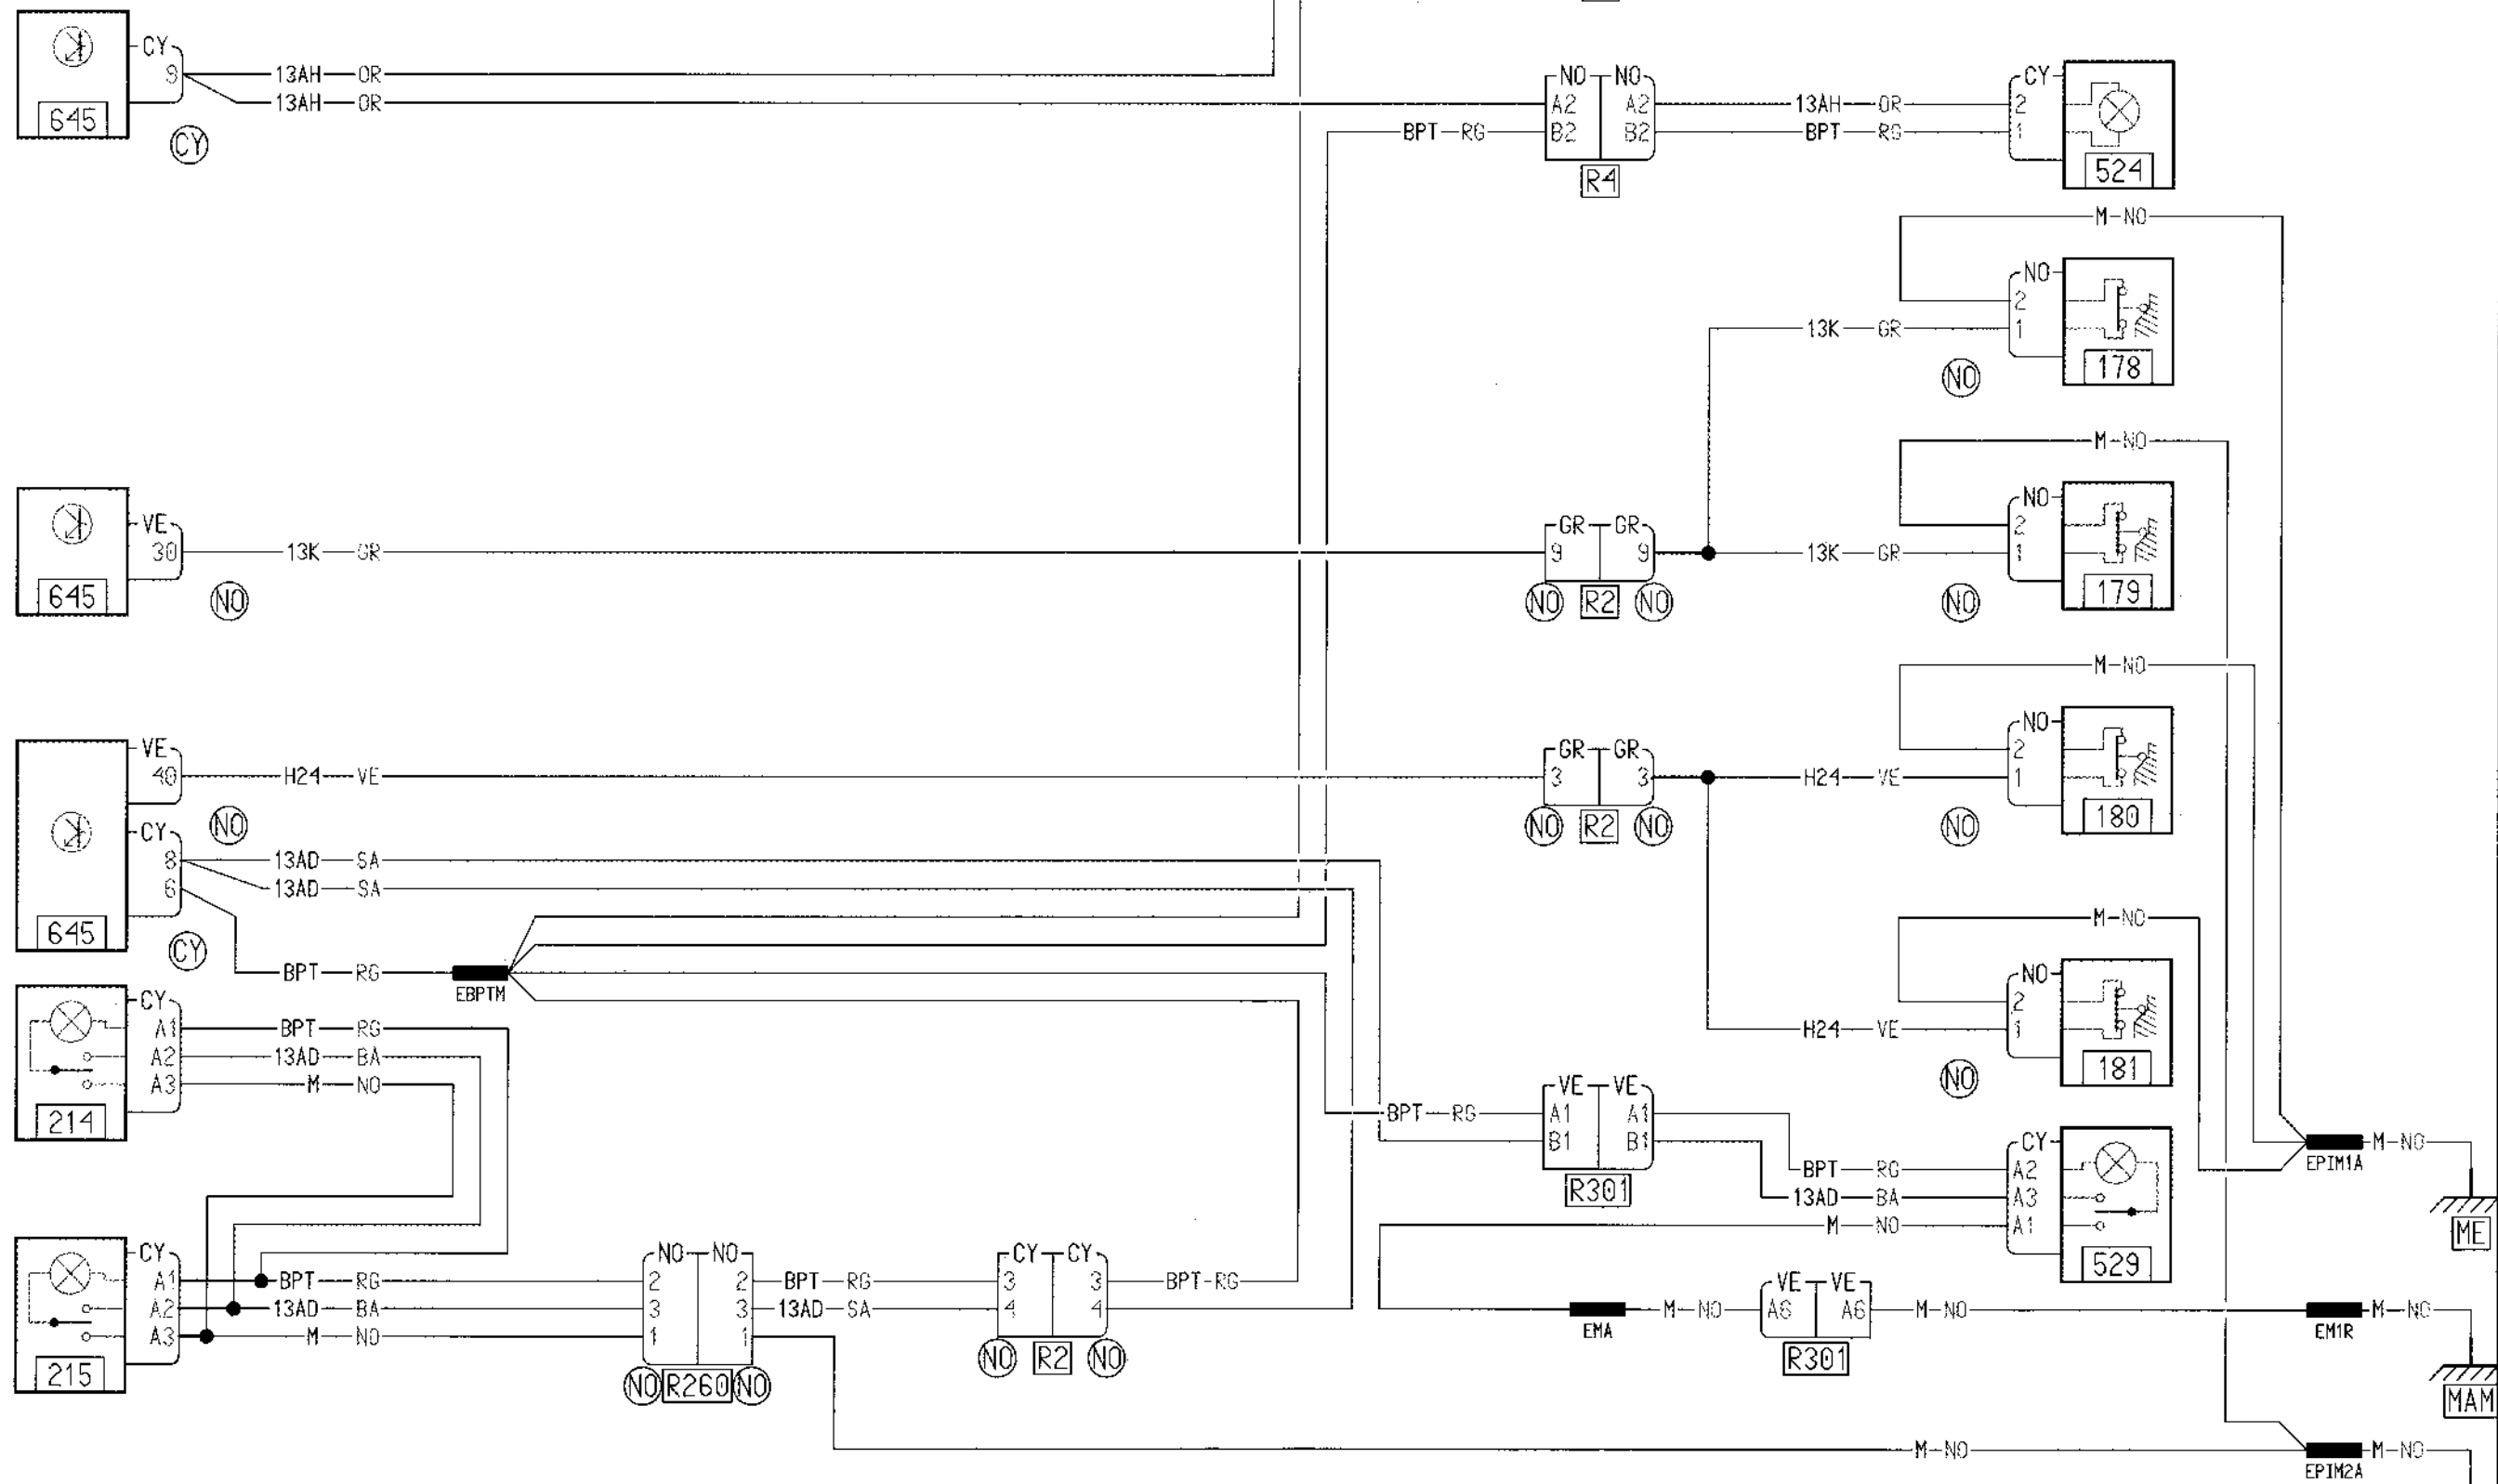 CY
9 13AH OR
13AH OR
645
CY
NO NO
A2 A2 13AH OR 2
BPT RG B2 B2 BPT RG 1
R4
CY
524
M NO
NO
2
13K GR 1
178
NO
M NO
VE
30 13K GR
645
NO
GR GR
9 9
NO R2 NO
NO
2
13K GR 1
179
NO
M NO
VE
40 H24 VE
NO
GR GR
3 3
NO R2 NO
NO
2
H24 VE 1
180
NO
CY
8 13AD SA
6 13AD SA
645
CY
BPT RG
EBPTM
M NO
NO
2
H24 VE 1
181
NO
CY
A1 BPT RG
A2 13AD BA
A3 M NO
214
VE VE
BPT RG A1 A1
B1 B1
R301
CY
BPT RG A2
13AD BA A3
M NO A1
529
EPIM1A
M NO
ME
CY
A1 BPT RG
A2 13AD BA
A3 M NO
215
NO NO
2 2 BPT RG
3 3 13AD SA
1 1
NO R260 NO
CY CY
3 3 BPT RG
4 4
NO R2 NO
EMA
M NO
VE VE
A6 A6
R301
M NO
EM1R
M NO
MAM
M NO
EPIM2A
M NO